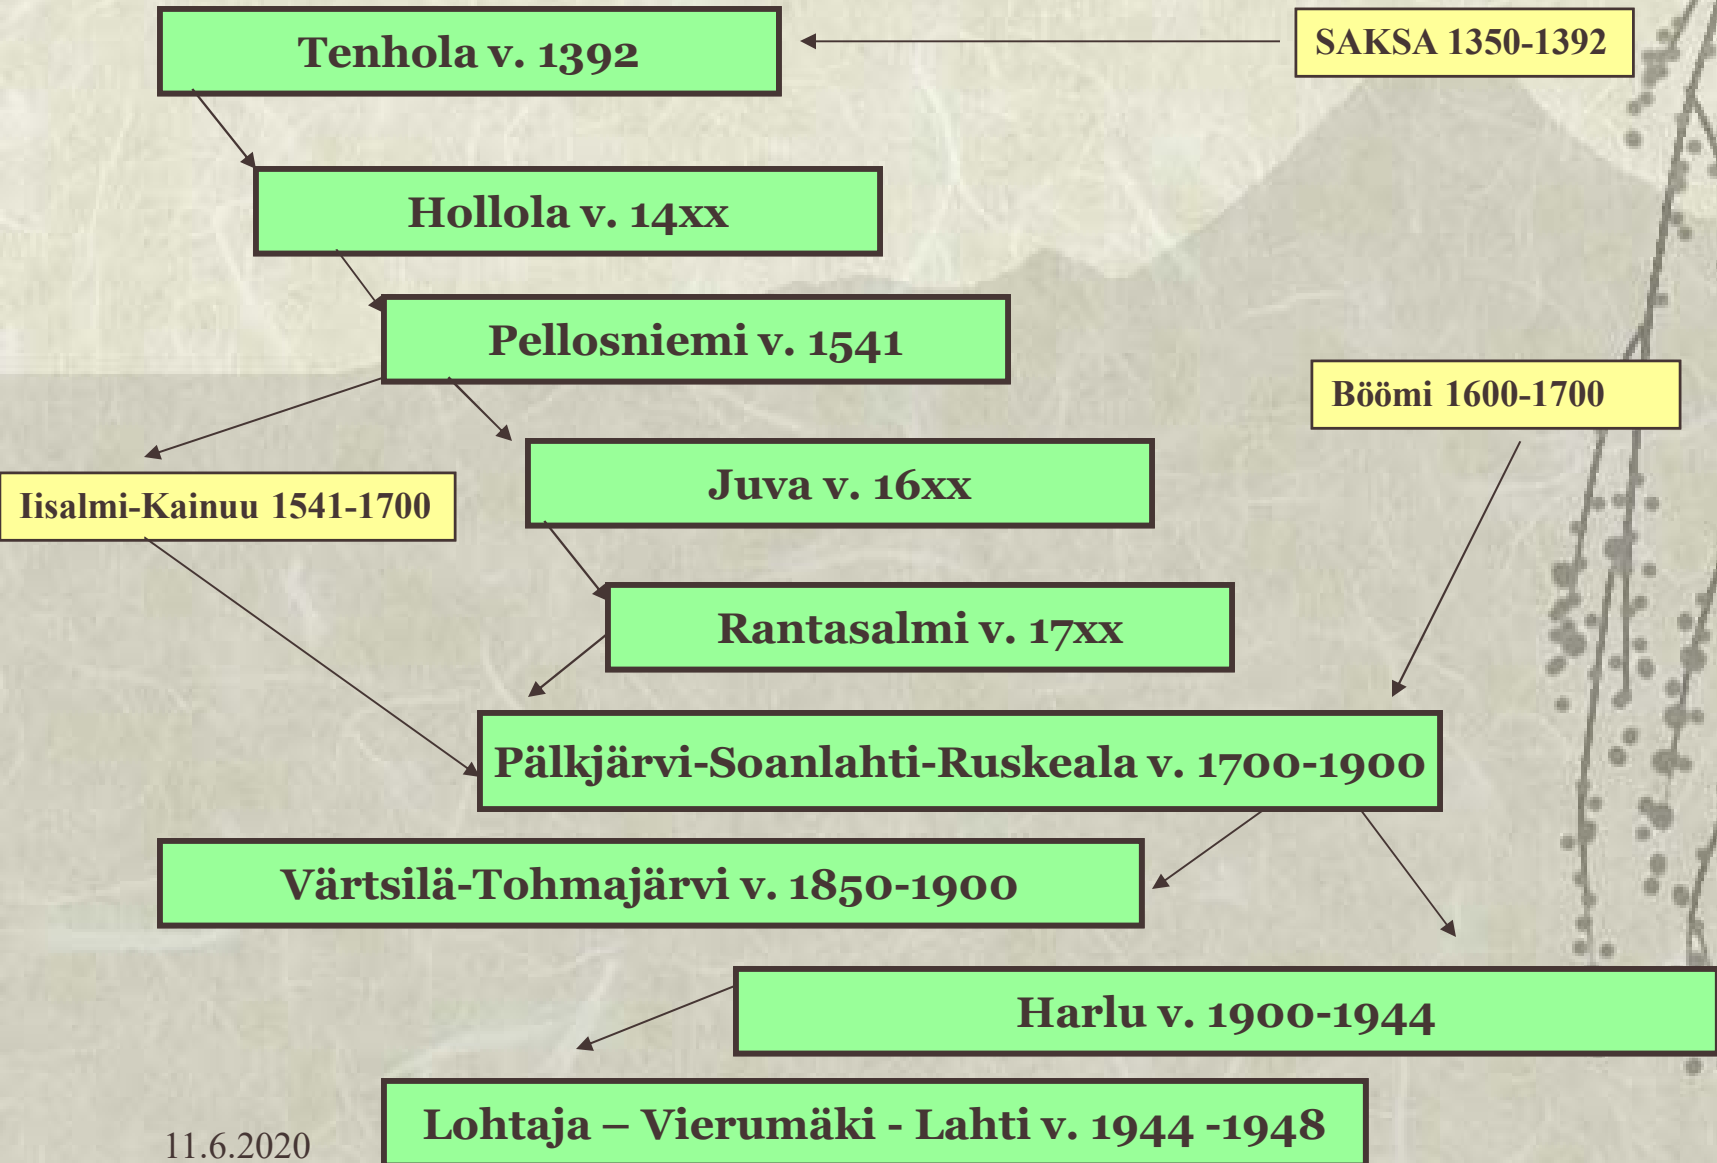 Tenhola v. 1392
SAKSA 1350-1392
Hollola v. 14xx
Pellosniemi v. 1541
Böömi 1600-1700
Juva v. 16xx
Iisalmi-Kainuu 1541-1700
Rantasalmi v. 17xx
Pälkjärvi-Soanlahti-Ruskeala v. 1700-1900
Värtsilä-Tohmajärvi v. 1850-1900
Harlu v. 1900-1944
Lohtaja – Vierumäki - Lahti v. 1944 -1948
11.6.2020